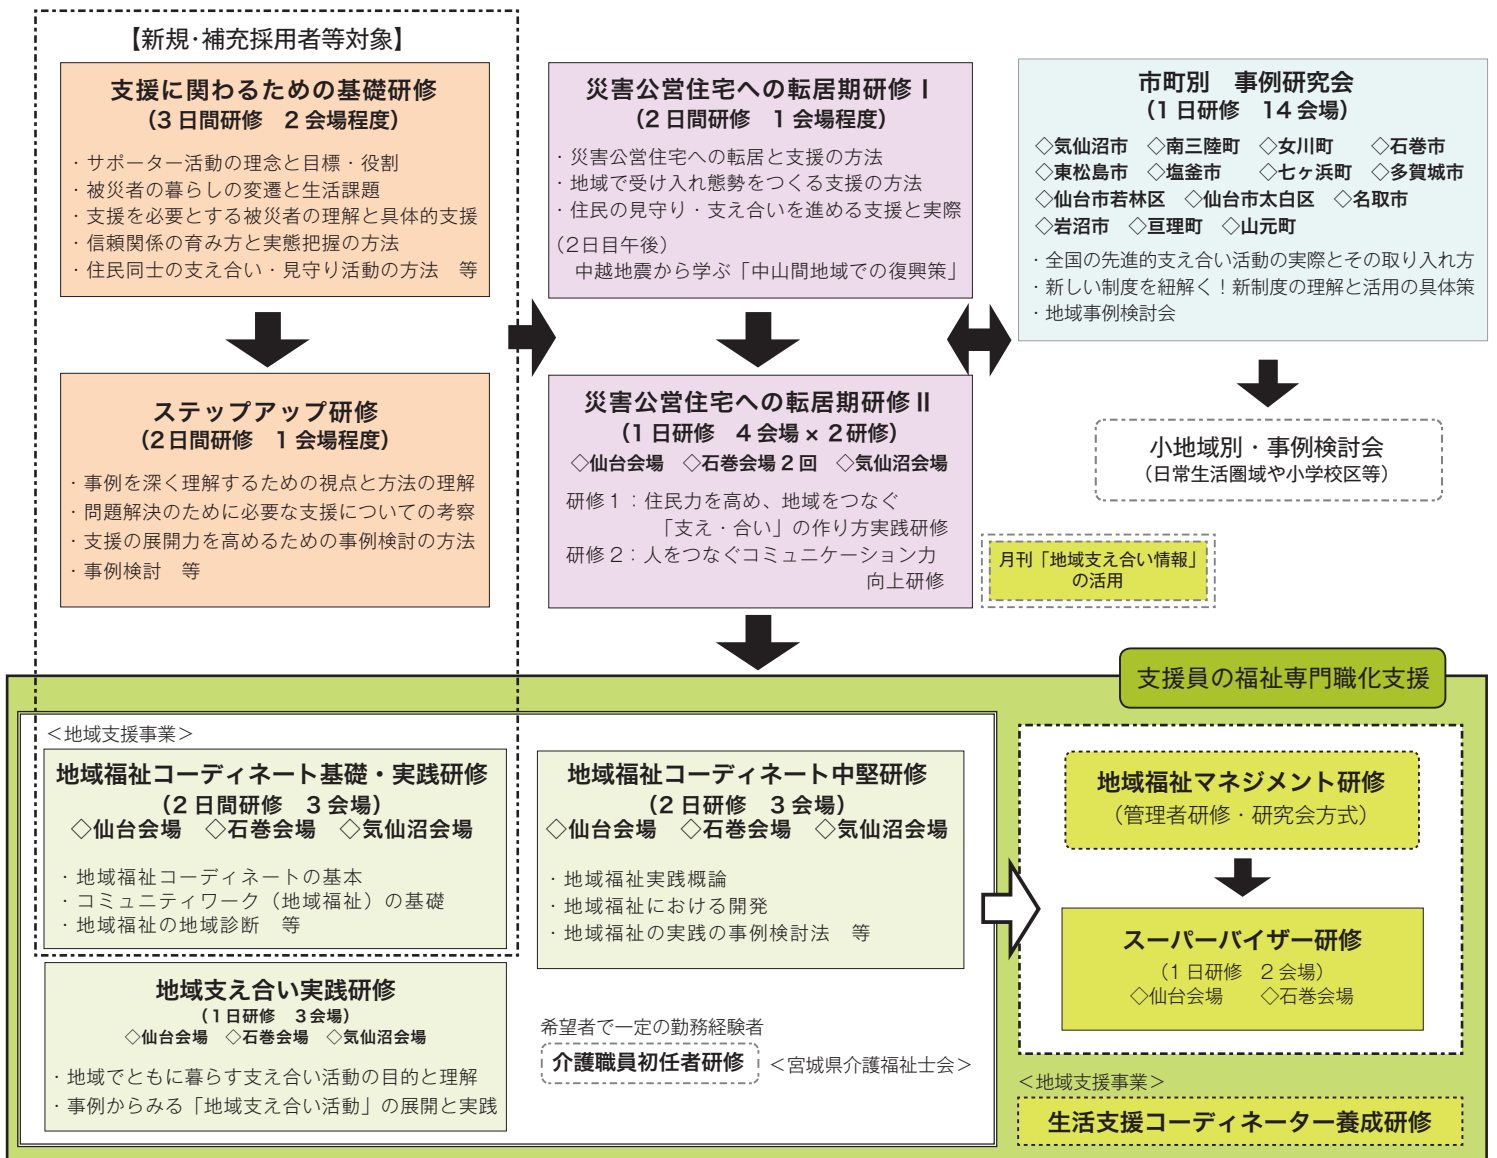 【新規・補充採用者等対象】
支援に関わるための基礎研修
（3日間研修　2会場程度）
・サポーター活動の理念と目標・役割
・被災者の暮らしの変遷と生活課題
・支援を必要とする被災者の理解と具体的支援
・信頼関係の育み方と実態把握の方法
・住民同士の支え合い・見守り活動の方法　等
ステップアップ研修
（2日間研修　1会場程度）
・事例を深く理解するための視点と方法の理解
・問題解決のために必要な支援についての考察
・支援の展開力を高めるための事例検討の方法
・事例検討　等
災害公営住宅への転居期研修Ⅰ
（2日間研修　1会場程度）
・災害公営住宅への転居と支援の方法
・地域で受け入れ態勢をつくる支援の方法
・住民の見守り・支え合いを進める支援と実際
（2日目午後）
中越地震から学ぶ「中山間地域での復興策」
災害公営住宅への転居期研修Ⅱ
（1日研修　4会場×2研修）
◇仙台会場　◇石巻会場2回　◇気仙沼会場
研修1：住民力を高め、地域をつなぐ
「支え・合い」の作り方実践研修
研修2：人をつなぐコミュニケーション力
向上研修
市町別　事例研究会
（1日研修　14会場）
◇気仙沼市　◇南三陸町　◇女川町　◇石巻市
◇東松島市　◇塩釜市　◇七ヶ浜町　◇多賀城市
◇仙台市若林区　◇仙台市太白区　◇名取市
◇岩沼市　◇亘理町　◇山元町
・全国の先進的支え合い活動の実際とその取り入れ方
・新しい制度を紐解く！新制度の理解と活用の具体策
・地域事例検討会
小地域別・事例検討会
（日常生活圏域や小学校区等）
月刊「地域支え合い情報」
の活用
支援員の福祉専門職化支援
＜地域支援事業＞
地域福祉コーディネート基礎・実践研修
（2日間研修　3会場）
◇仙台会場　◇石巻会場　◇気仙沼会場
・地域福祉コーディネートの基本
・コミュニティワーク（地域福祉）の基礎
・地域福祉の地域診断　等
地域支え合い実践研修
（1日研修　3会場）
◇仙台会場　◇石巻会場　◇気仙沼会場
・地域でともに暮らす支え合い活動の目的と理解
・事例からみる「地域支え合い活動」の展開と実践
地域福祉コーディネート中堅研修
（2日研修　3会場）
◇仙台会場　◇石巻会場　◇気仙沼会場
・地域福祉実践概論
・地域福祉における開発
・地域福祉の実践の事例検討法　等
希望者で一定の勤務経験者
介護職員初任者研修　＜宮城県介護福祉士会＞
地域福祉マネジメント研修
（管理者研修・研究会方式）
スーパーバイザー研修
（1日研修　2会場）
◇仙台会場　◇石巻会場
＜地域支援事業＞
生活支援コーディネーター養成研修